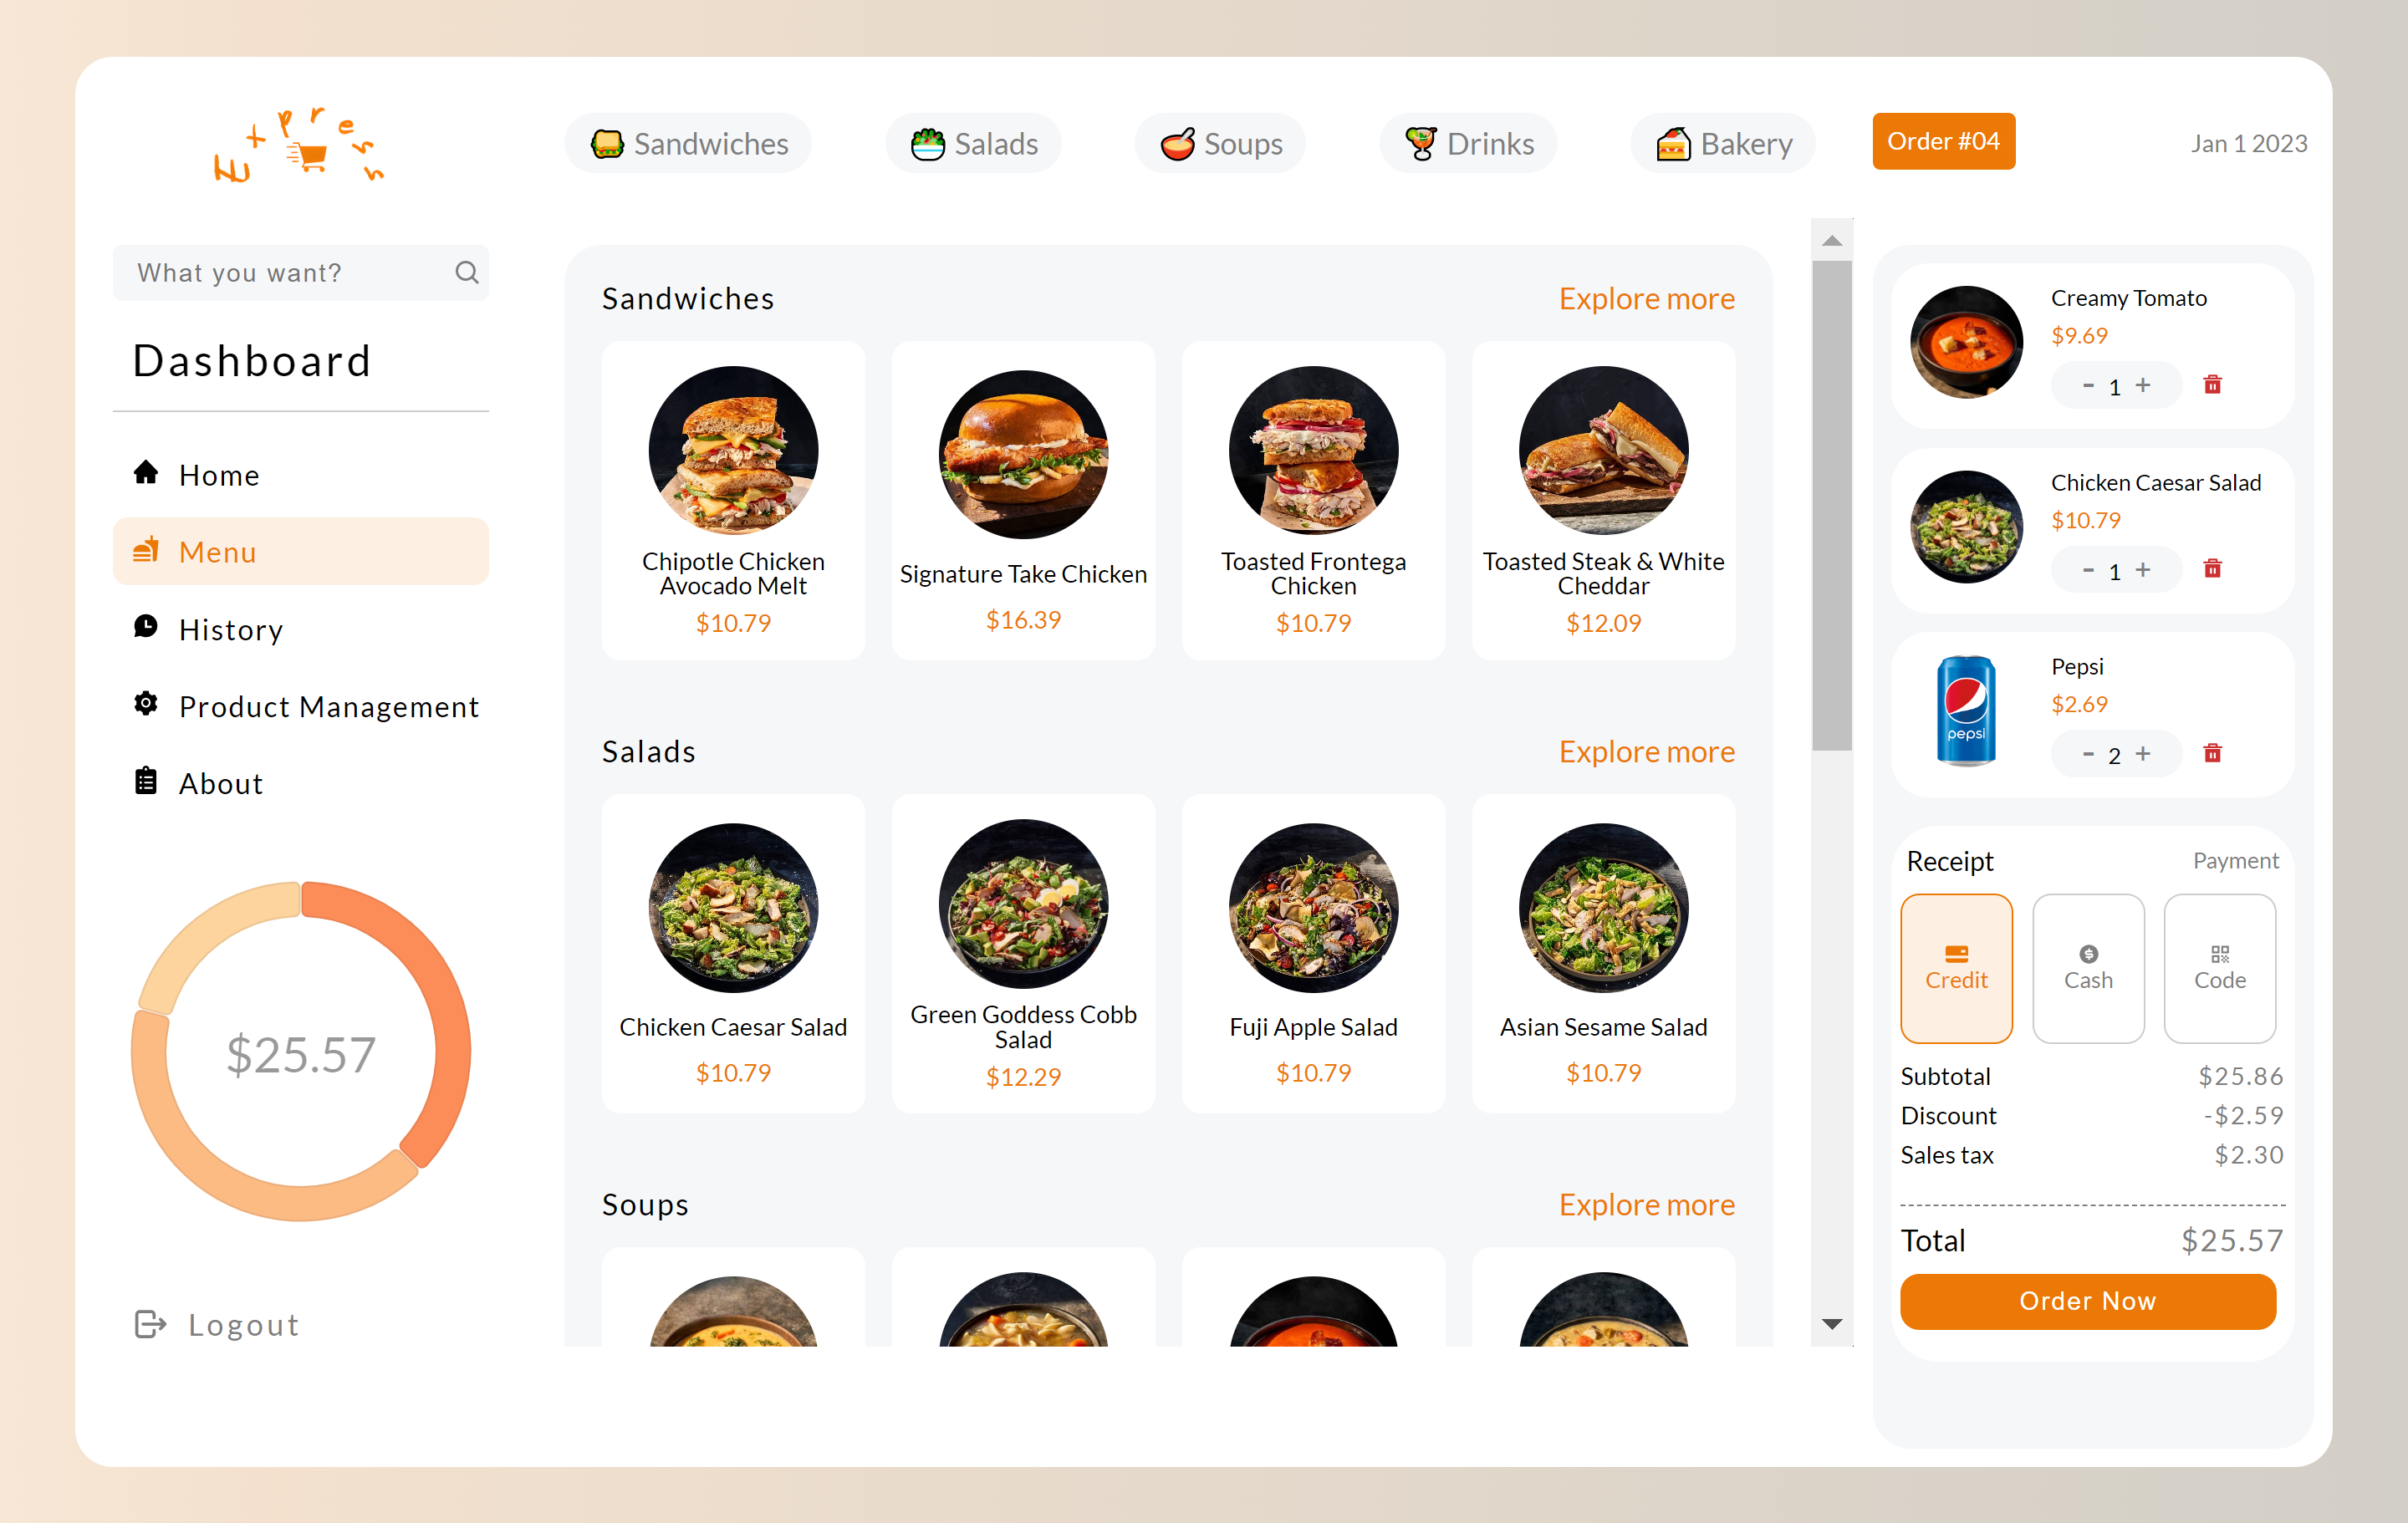 Express
Sandwiches
Salads
Soups
Drinks
Bakery
Order #04
Jan 1 2023
What you want?
Dashboard
Home
Menu
History
Product Management
About
$25.57
Logout
Sandwiches
Explore more
Chipotle Chicken
Avocado Melt
$10.79
Signature Take Chicken
$16.39
Toasted Frontega
Chicken
$10.79
Toasted Steak & White
Cheddar
$12.09
Salads
Explore more
Chicken Caesar Salad
$10.79
Green Goddess Cobb
Salad
$12.29
Fuji Apple Salad
$10.79
Asian Sesame Salad
$10.79
Soups
Explore more
Creamy Tomato
$9.69
- 1 +
Chicken Caesar Salad
$10.79
- 1 +
pepsi
Pepsi
$2.69
- 2 +
Receipt
Payment
Credit
Cash
Code
Subtotal $25.86
Discount -$2.59
Sales tax $2.30
Total $25.57
Order Now